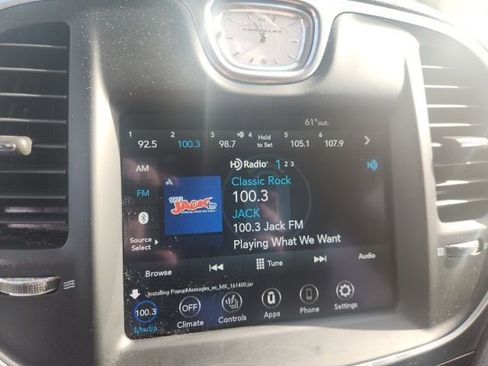 CHRYSLER
61° out.
1 2 3 4 5 6
92.5 100.3 98.7 Hold to Set 105.1 107.9
AM
HD Radio 1 2 3
Classic Rock
FM
100.3
JACK
100.3 Jack FM
Source Select
Playing What We Want
JACK
Browse Tune Audio
Installing PopupMessages_es_MX_161400.jar
100.3 OFF
Media Climate Controls Apps Phone Settings